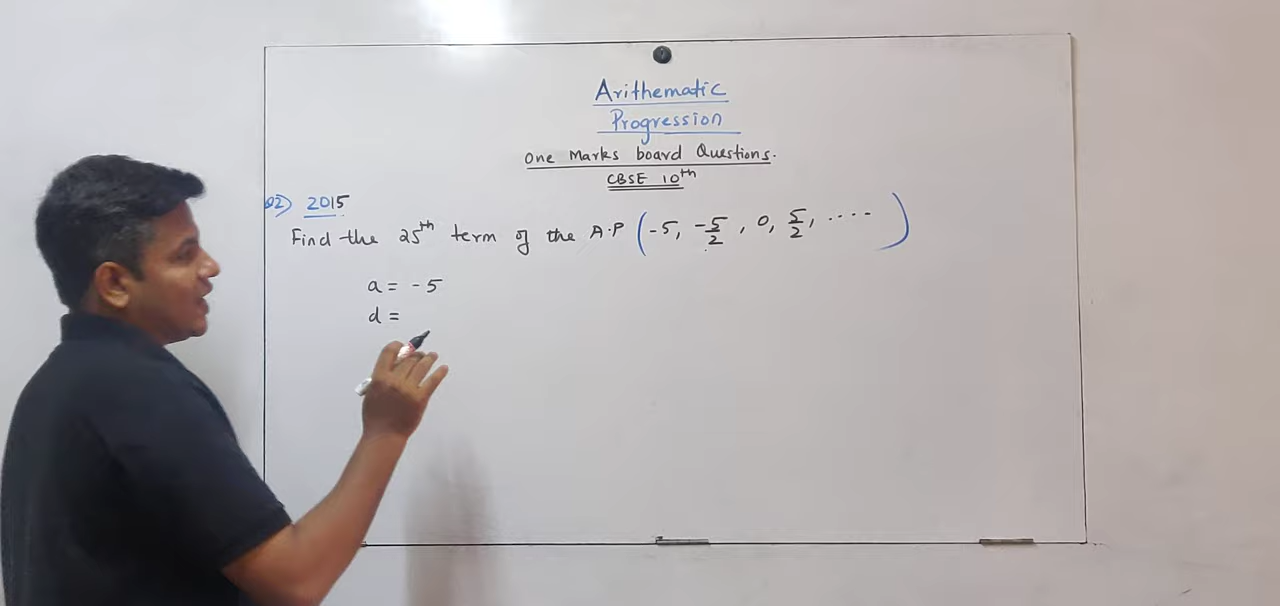 Arithematic
Progression
One Marks board Questions.
CBSE 10th
Q2) 2015
Find the 25th term of the A.P (-5, -5/2, 0, 5/2, ....)
a = -5
d =